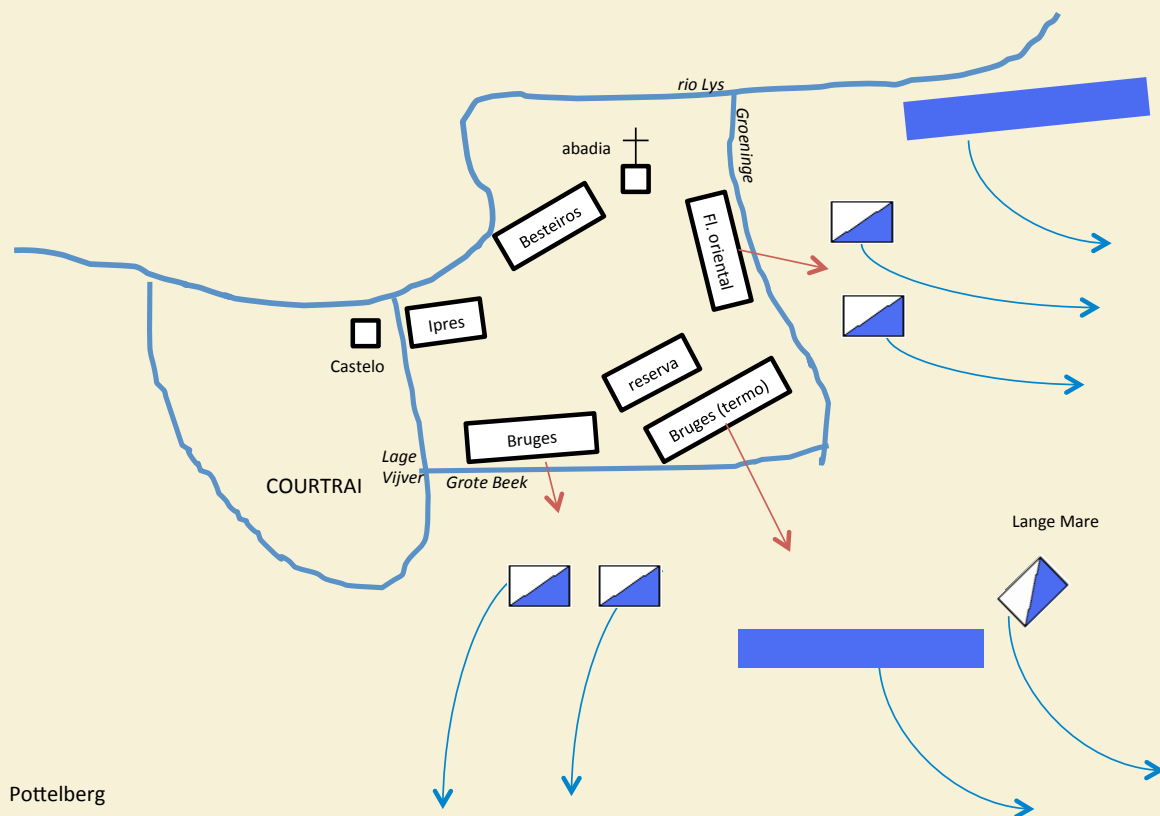 rio Lys
Groeninge
abadia
Besteiros
Fl. oriental
Ipres
Castelo
reserva
Bruges (termo)
Bruges
Lage
Vijver
Grote Beek
COURTRAI
Lange Mare
Pottelberg